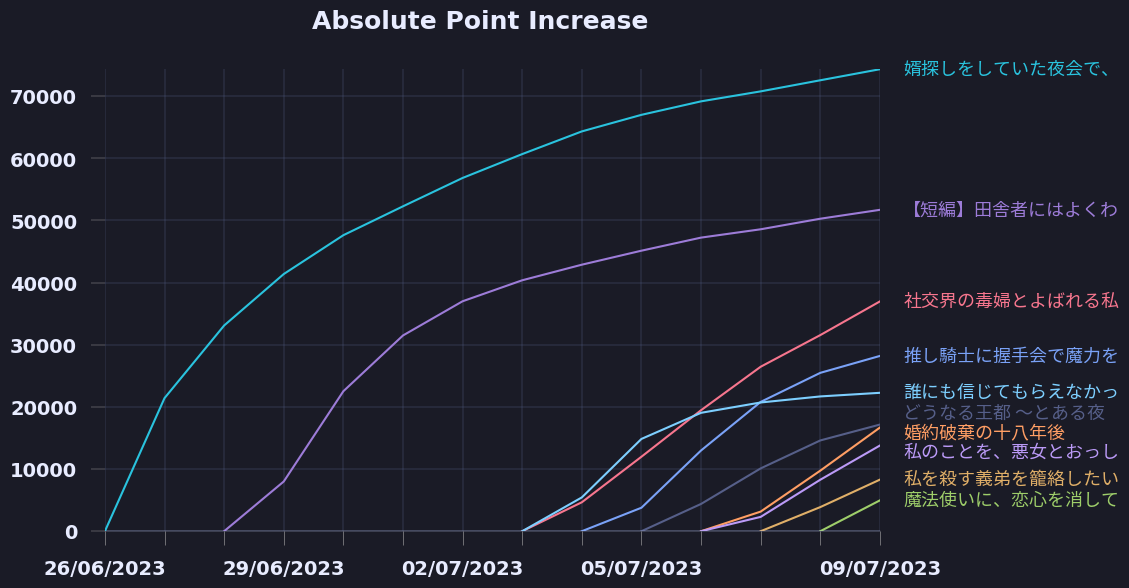 Absolute Point Increase
70000
60000
50000
40000
30000
20000
10000
0
26/06/2023
29/06/2023
02/07/2023
05/07/2023
09/07/2023
婿探しをしていた夜会で、
【短編】田舎者にはよくわ
社交界の毒婦とよばれる私
推し騎士に握手会で魔力を
誰にも信じてもらえなかっ
どうなる王都 〜とある夜
婚約破棄の十八年後
私のことを、悪女とおっし
私を殺す義弟を籠絡したい
魔法使いに、恋心を消して